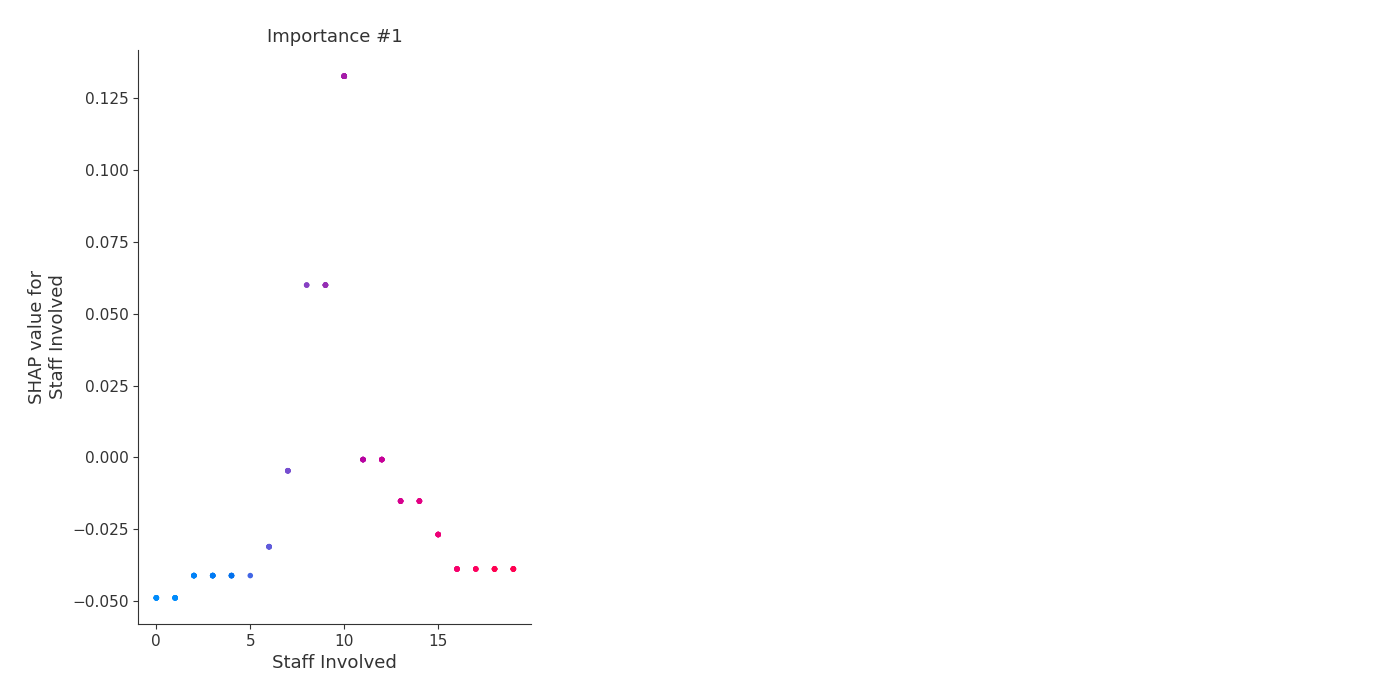 Importance #1
0.125
0.100
0.075
0.050
0.025
0.000
−0.025
−0.050
SHAP value for
Staff Involved
0 5 10 15
Staff Involved